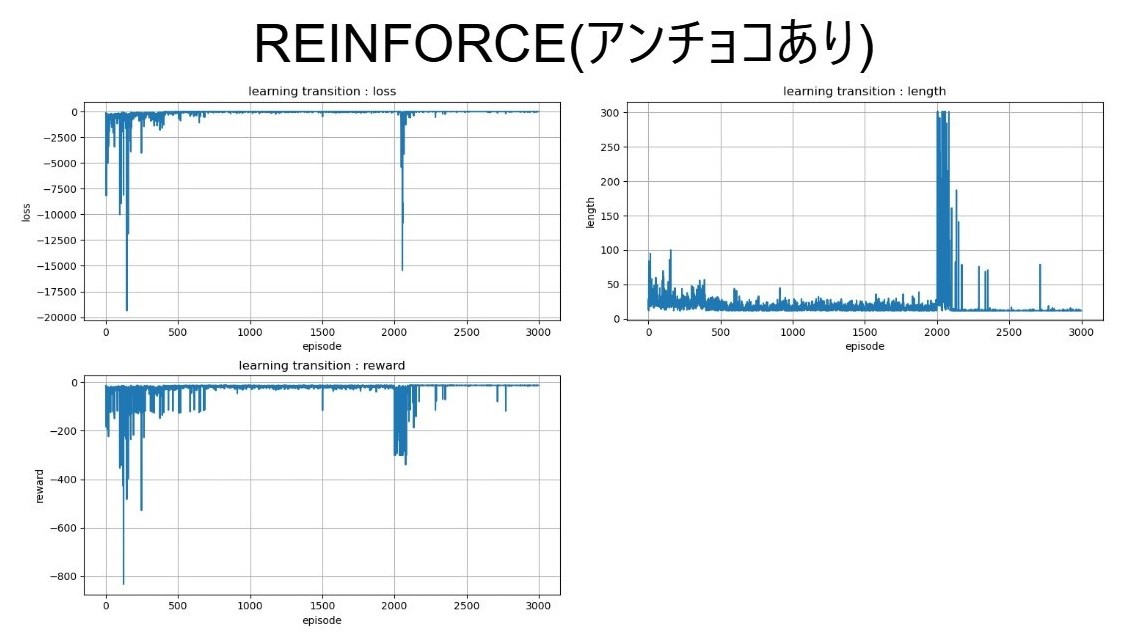 REINFORCE(アンチョコあり)
learning transition : loss
0
−2500
−5000
−7500
−10000
−12500
−15000
−17500
−20000
loss
0 500 1000 1500 2000 2500 3000
episode
learning transition : length
300
250
200
150
100
50
0
length
0 500 1000 1500 2000 2500 3000
episode
learning transition : reward
0
−200
−400
−600
−800
reward
0 500 1000 1500 2000 2500 3000
episode